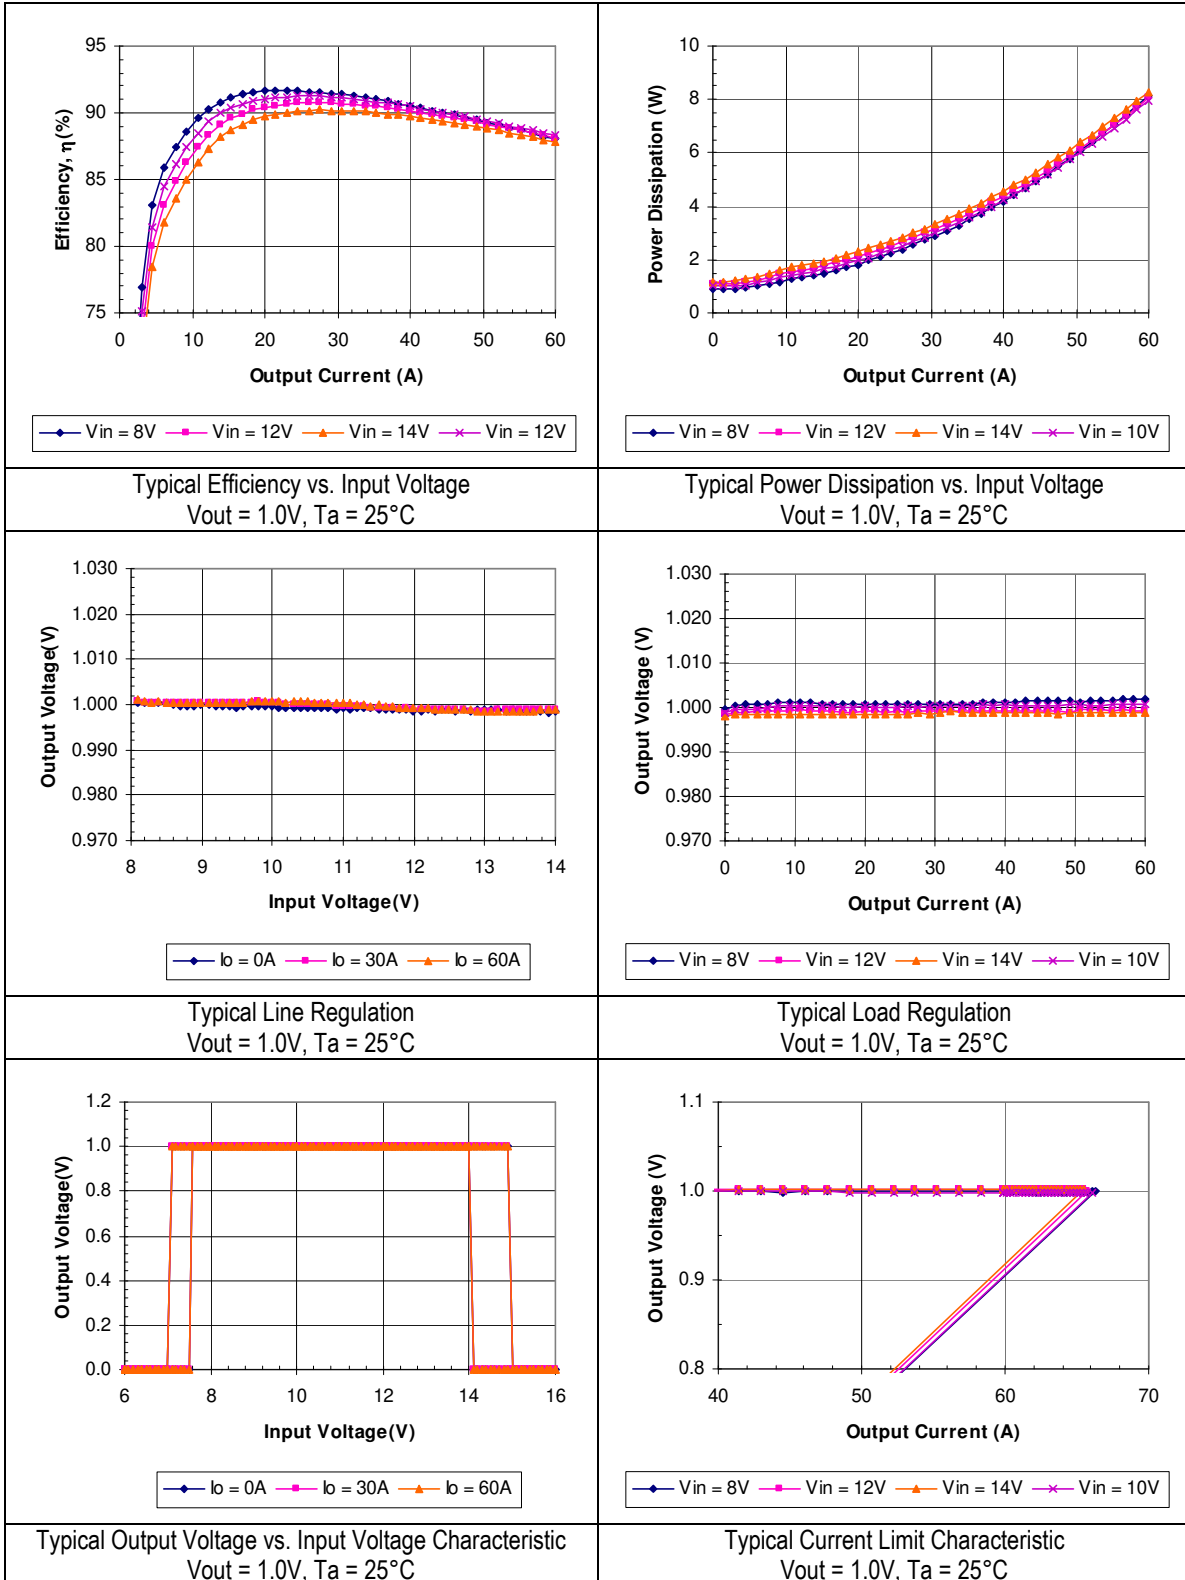 95
90
85
80
75
Efficiency, η(%)
0 10 20 30 40 50 60
Output Current (A)
Vin = 8V Vin = 12V Vin = 14V Vin = 12V
Typical Efficiency vs. Input Voltage
Vout = 1.0V, Ta = 25°C
10
8
6
4
2
0
Power Dissipation (W)
0 10 20 30 40 50 60
Output Current (A)
Vin = 8V Vin = 12V Vin = 14V Vin = 10V
Typical Power Dissipation vs. Input Voltage
Vout = 1.0V, Ta = 25°C
1.030
1.020
1.010
1.000
0.990
0.980
0.970
Output Voltage(V)
8 9 10 11 12 13 14
Input Voltage(V)
Io = 0A Io = 30A Io = 60A
Typical Line Regulation
Vout = 1.0V, Ta = 25°C
1.030
1.020
1.010
1.000
0.990
0.980
0.970
Output Voltage (V)
0 10 20 30 40 50 60
Output Current (A)
Vin = 8V Vin = 12V Vin = 14V Vin = 10V
Typical Load Regulation
Vout = 1.0V, Ta = 25°C
1.2
1.0
0.8
0.6
0.4
0.2
0.0
Output Voltage(V)
6 8 10 12 14 16
Input Voltage(V)
Io = 0A Io = 30A Io = 60A
Typical Output Voltage vs. Input Voltage Characteristic
Vout = 1.0V, Ta = 25°C
1.1
1.0
0.9
0.8
Output Voltage (V)
40 50 60 70
Output Current (A)
Vin = 8V Vin = 12V Vin = 14V Vin = 10V
Typical Current Limit Characteristic
Vout = 1.0V, Ta = 25°C